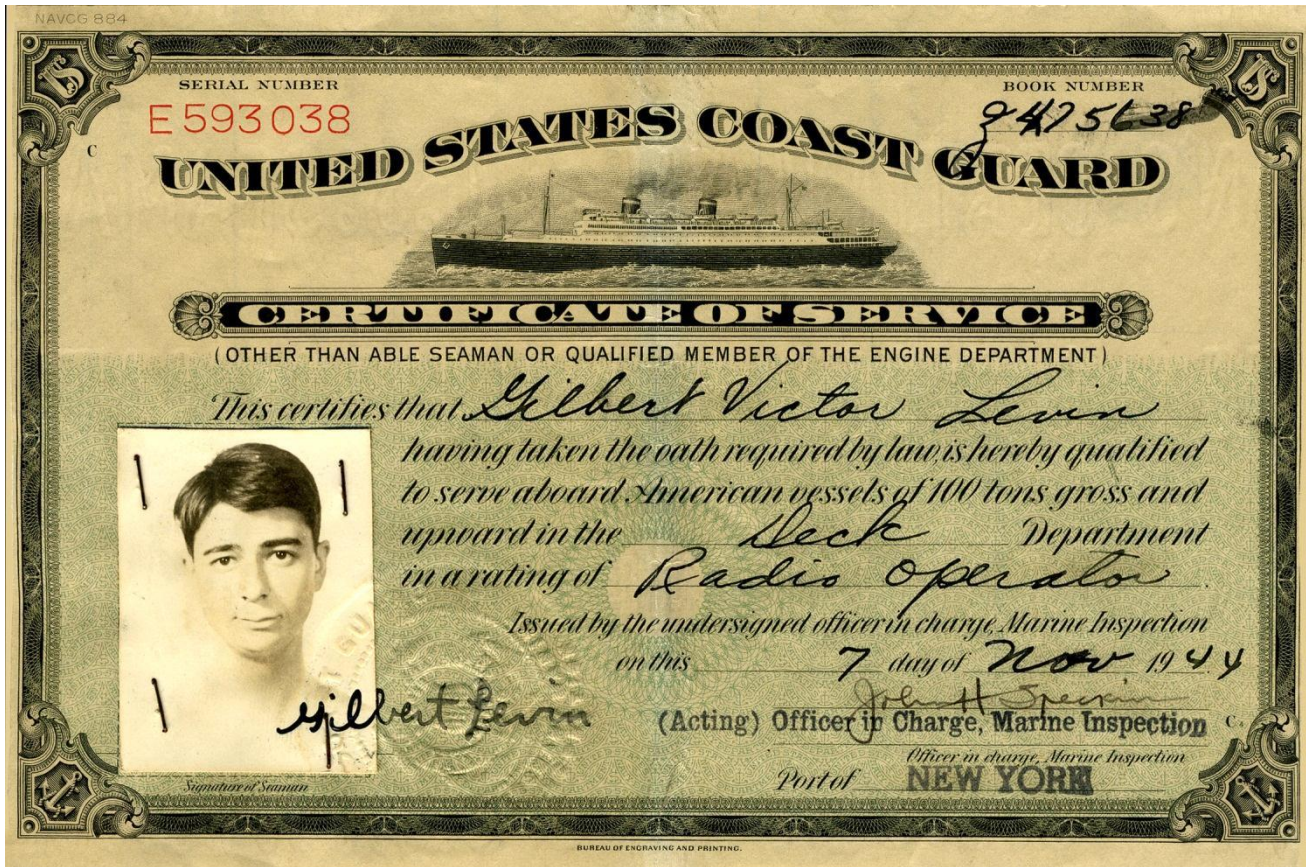 NAVCG 884
SERIAL NUMBER
BOOK NUMBER
E593038
UNITED STATES COAST GUARD
CERTIFICATE OF SERVICE
(OTHER THAN ABLE SEAMAN OR QUALIFIED MEMBER OF THE ENGINE DEPARTMENT)
This certifies that Gilbert Victor Levin
having taken the oath required by law, is hereby qualified
to serve aboard American vessels of 100 tons gross and
upward in the Deck Department
in a rating of Radio Operator
Issued by the undersigned officer in charge, Marine Inspection
on this 7 day of Nov 1944
John H
Gilbert Levin
(Acting) Officer in Charge, Marine Inspection
C
C
Officer in charge, Marine Inspection
Signature of Seaman
Port of NEW YORK
BUREAU OF ENGRAVING AND PRINTING.